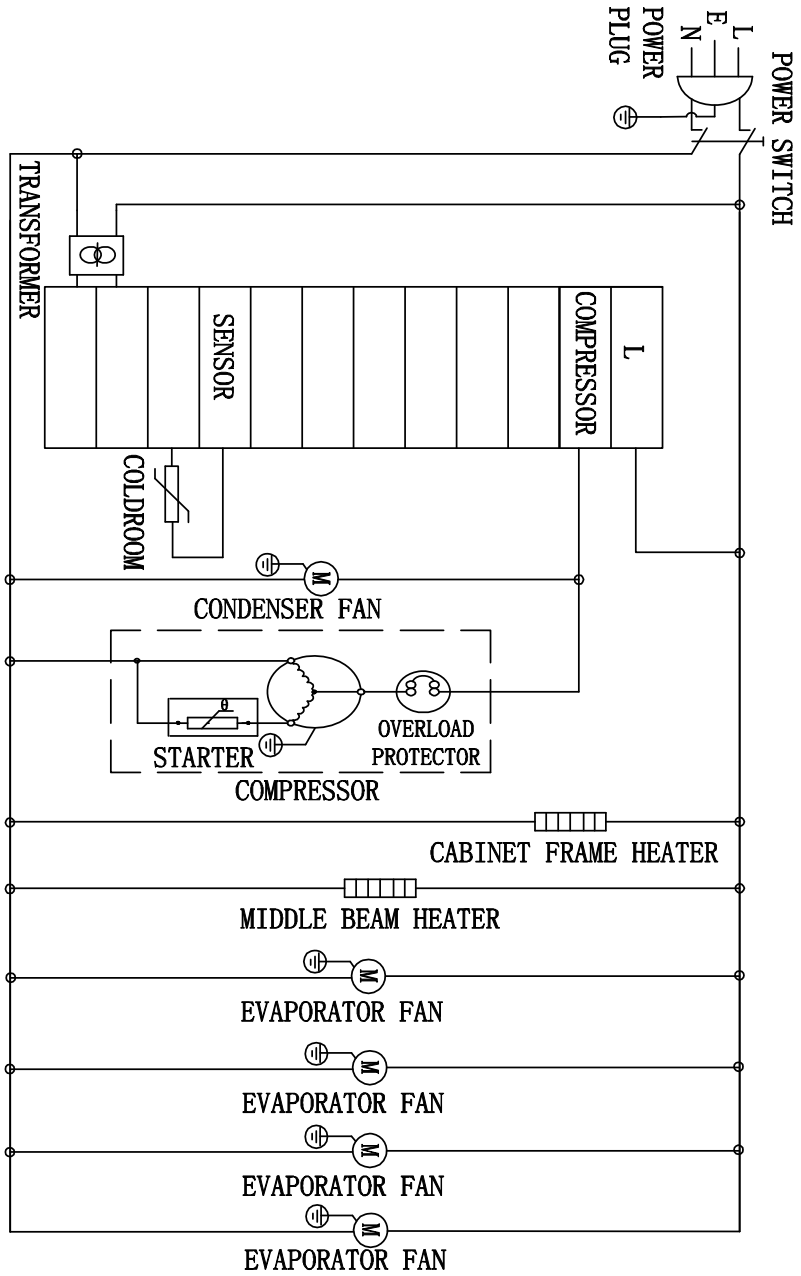 POWER SWITCH
L
E
N
POWER
PLUG
TRANSFORMER
SENSOR
COMPRESSOR
L
COLDROOM
M
CONDENSER FAN
θ
STARTER
OVERLOAD
PROTECTOR
COMPRESSOR
CABINET FRAME HEATER
MIDDLE BEAM HEATER
M
EVAPORATOR FAN
M
EVAPORATOR FAN
M
EVAPORATOR FAN
M
EVAPORATOR FAN